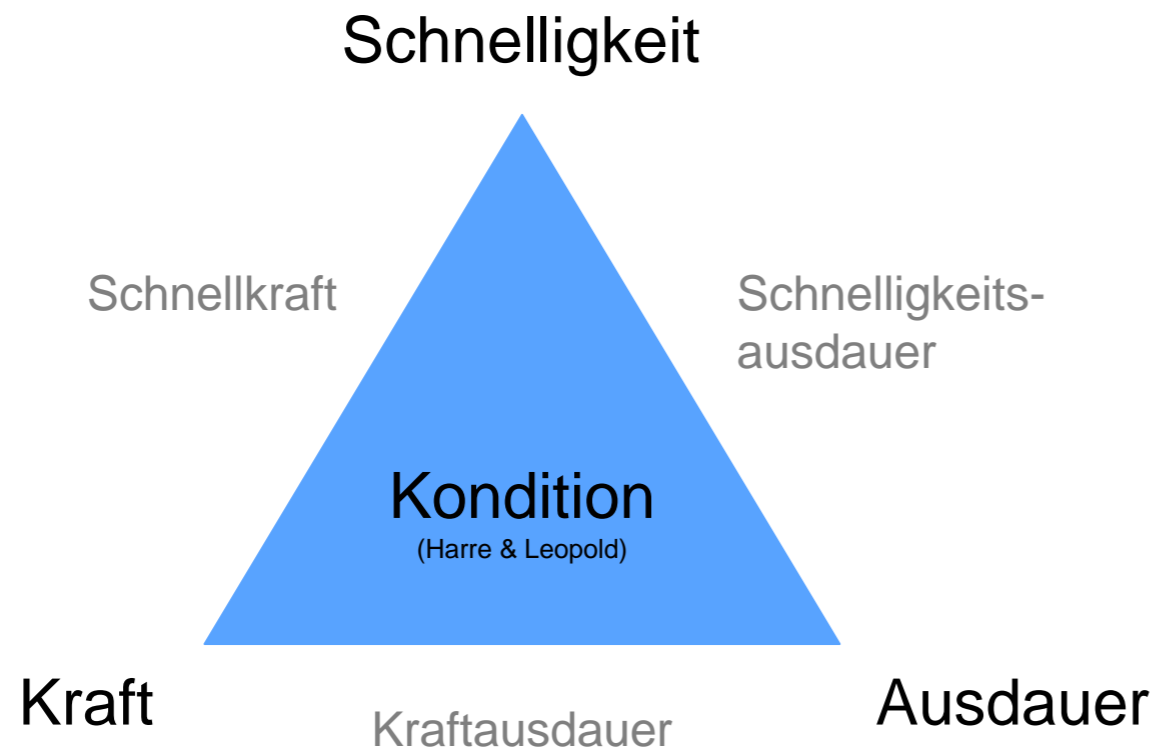 Schnelligkeit
Schnellkraft
Schnelligkeits-
ausdauer
Kondition
(Harre & Leopold)
Kraft
Kraftausdauer
Ausdauer